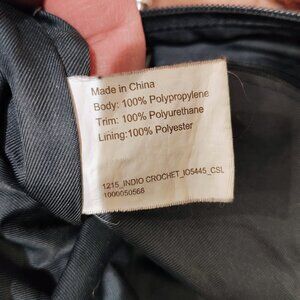 Made in China
Body: 100% Polypropylene
Trim: 100% Polyurethane
Lining:100% Polyester
1215_INDIO CROCHET_IO5445_CSL
1000050568